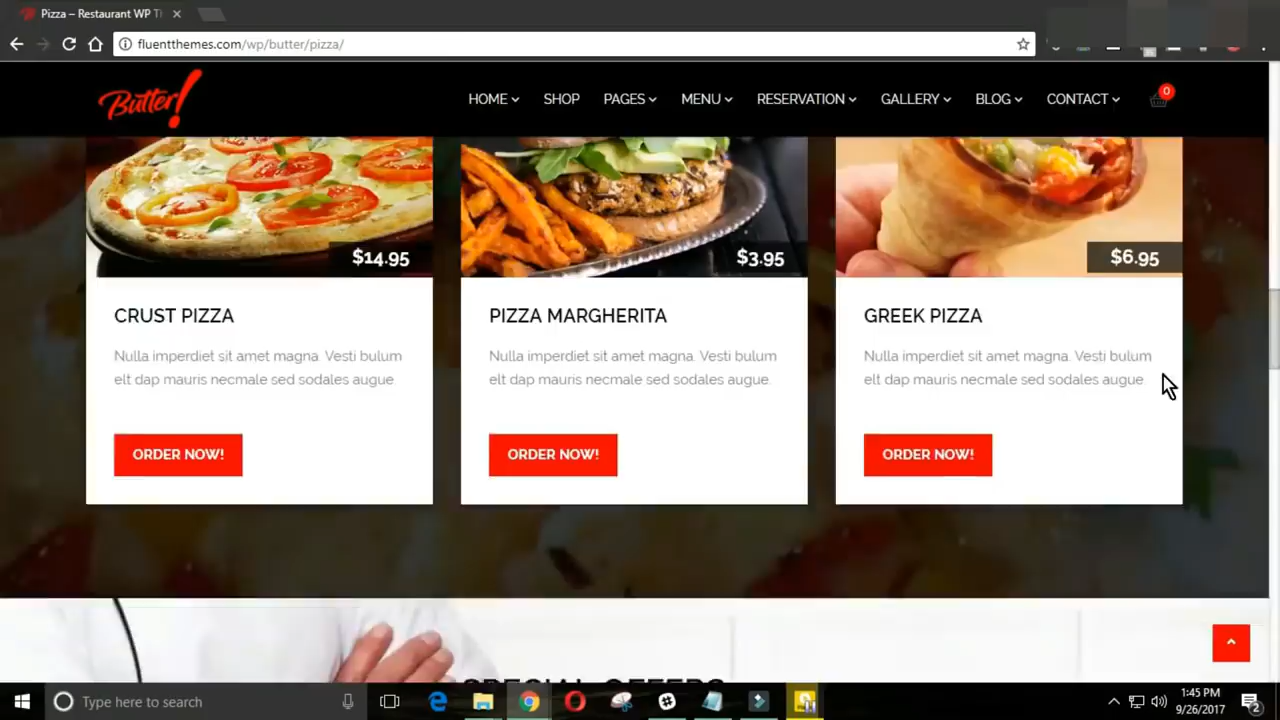 Pizza – Restaurant WP Th
fluentthemes.com/wp/butter/pizza/
Butter!
HOME SHOP PAGES MENU RESERVATION GALLERY BLOG CONTACT 0
$14.95 $3.95 $6.95
CRUST PIZZA PIZZA MARGHERITA GREEK PIZZA
Nulla imperdiet sit amet magna. Vesti bulum Nulla imperdiet sit amet magna. Vesti bulum Nulla imperdiet sit amet magna. Vesti bulum
elt dap mauris necmale sed sodales augue elt dap mauris necmale sed sodales augue. elt dap mauris necmale sed sodales augue.
ORDER NOW! ORDER NOW! ORDER NOW!
SPECIAL OFFERS
Type here to search
1:45 PM
9/26/2017
2